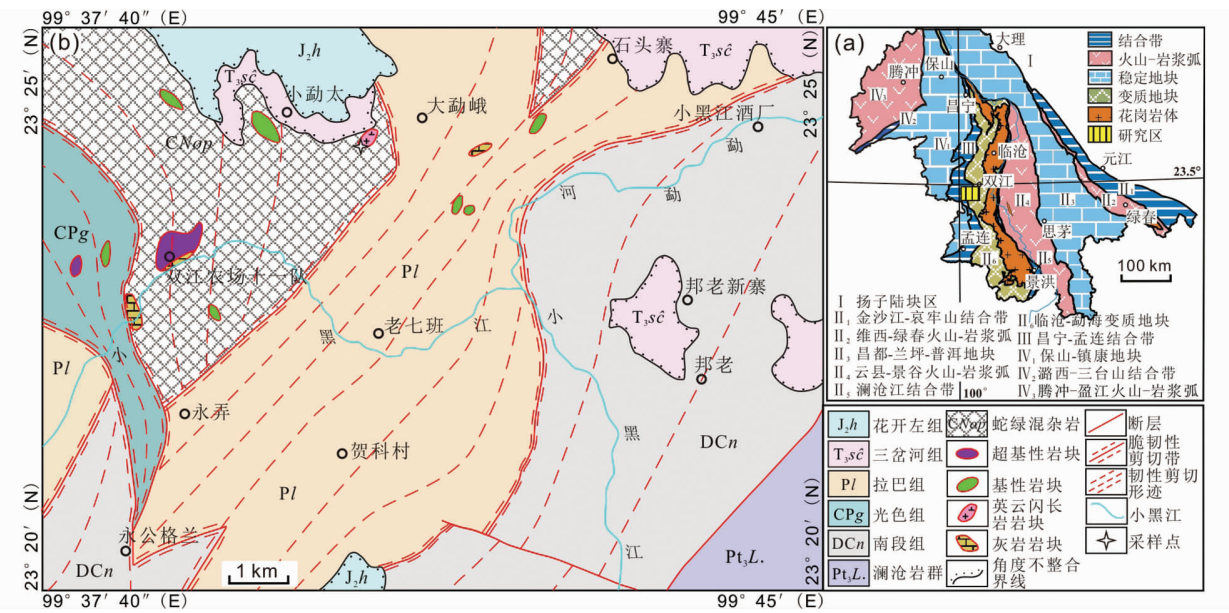 99° 37′ 40″ (E)
99° 45′ (E)
(b)
23° 25′ (N)
23° 25′ (N)
J₂h
T₃sĉ
小勐太
CNop
石头寨
T₃sĉ
大勐峨
小黑江酒厂
勐
勐
河
CPg
双江农场十一队
Pl
邦老新寨
T₃sĉ
小
黑
江
小
老七班
Pl
邦老
永弄
黑
DCn
贺科村
Pl
永公格兰
江
DCn
1 km
J₂h
Pt₃L.
23° 20′ (N)
23° 20′ (N)
99° 37′ 40″ (E)
99° 45′ (E)
(a)
大理
I
保山
腾冲
IV₃
昌宁
IV₂
IV₁
III
临沧
元江
23.5°
双江
II₁
II₄
II₃
II₂
绿春
思茅
孟连
II₆
II₅
景洪
100 km
100°
结合带
火山-岩浆弧
稳定地块
变质地块
花岗岩体
研究区
I 扬子陆块区
II₁ 金沙江-哀牢山结合带
II₂ 维西-绿春火山-岩浆弧
II₃ 昌都-兰坪-普洱地块
II₄ 云县-景谷火山-岩浆弧
II₅ 澜沧江结合带
II₆ 临沧-勐海变质地块
III 昌宁-孟连结合带
IV₁ 保山-镇康地块
IV₂ 潞西-三台山结合带
IV₃ 腾冲-盈江火山-岩浆弧
J₂h 花开左组
T₃sĉ 三岔河组
Pl 拉巴组
CPg 光色组
DCn 南段组
Pt₃L. 澜沧岩群
CNop 蛇绿混杂岩
超基性岩块
基性岩块
英云闪长
岩岩块
灰岩岩块
角度不整合
界线
断层
脆韧性
剪切带
韧性剪切
形迹
小黑江
采样点